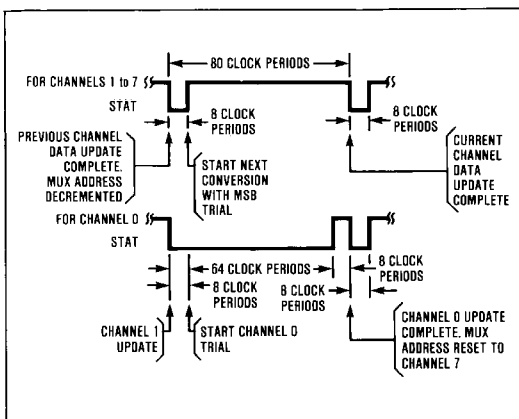 80 CLOCK PERIODS
FOR CHANNELS 1 to 7
STAT
8 CLOCK
PERIODS
8 CLOCK
PERIODS
PREVIOUS CHANNEL
DATA UPDATE
COMPLETE.
MUX ADDRESS
DECREMENTED
START NEXT
CONVERSION
WITH MSB
TRIAL
CURRENT
CHANNEL
DATA
UPDATE
COMPLETE
FOR CHANNEL 0
STAT
64 CLOCK PERIODS
8 CLOCK
PERIODS
8 CLOCK
PERIODS
8 CLOCK
PERIODS
CHANNEL 1
UPDATE
START CHANNEL 0
TRIAL
CHANNEL 0 UPDATE
COMPLETE. MUX
ADDRESS RESET TO
CHANNEL 7